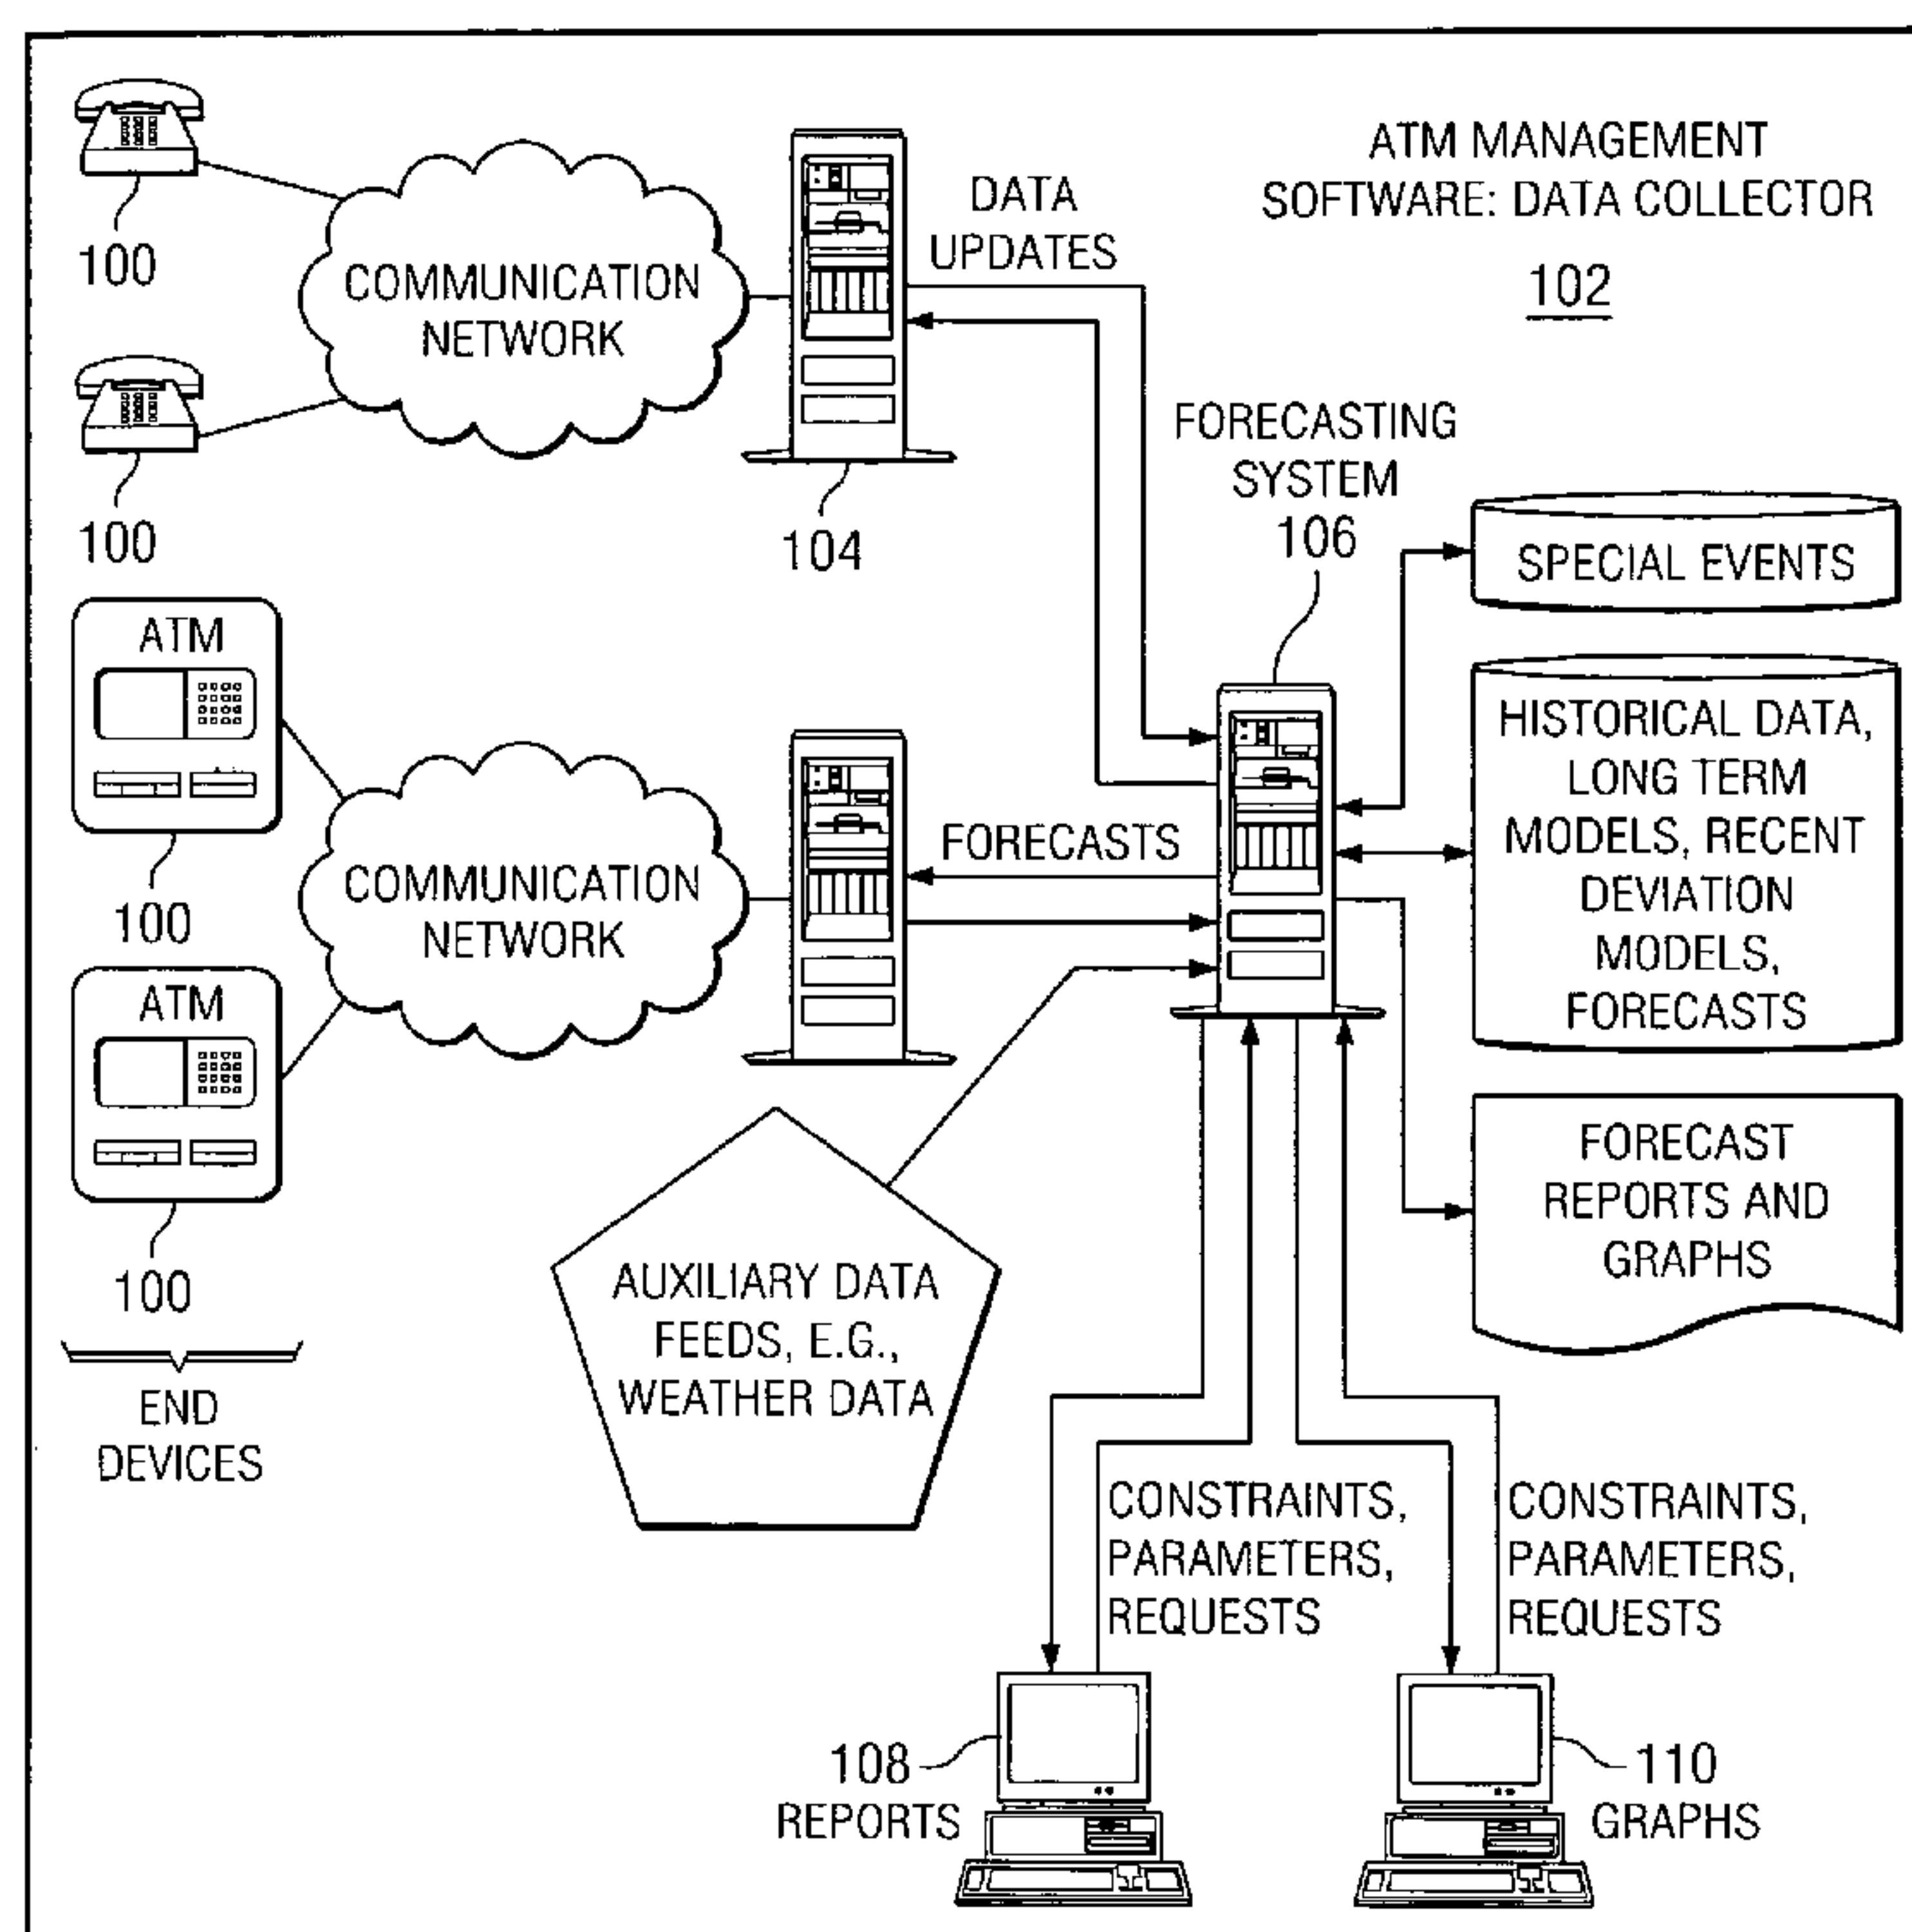 ATM MANAGEMENT
SOFTWARE: DATA COLLECTOR
102
100
COMMUNICATION
NETWORK
100
104
DATA
UPDATES
FORECASTING
SYSTEM
106
SPECIAL EVENTS
ATM
100
COMMUNICATION
NETWORK
FORECASTS
HISTORICAL DATA,
LONG TERM
MODELS, RECENT
DEVIATION
MODELS,
FORECASTS
ATM
100
END
DEVICES
AUXILIARY DATA
FEEDS, E.G.,
WEATHER DATA
FORECAST
REPORTS AND
GRAPHS
CONSTRAINTS,
PARAMETERS,
REQUESTS
CONSTRAINTS,
PARAMETERS,
REQUESTS
108
REPORTS
110
GRAPHS